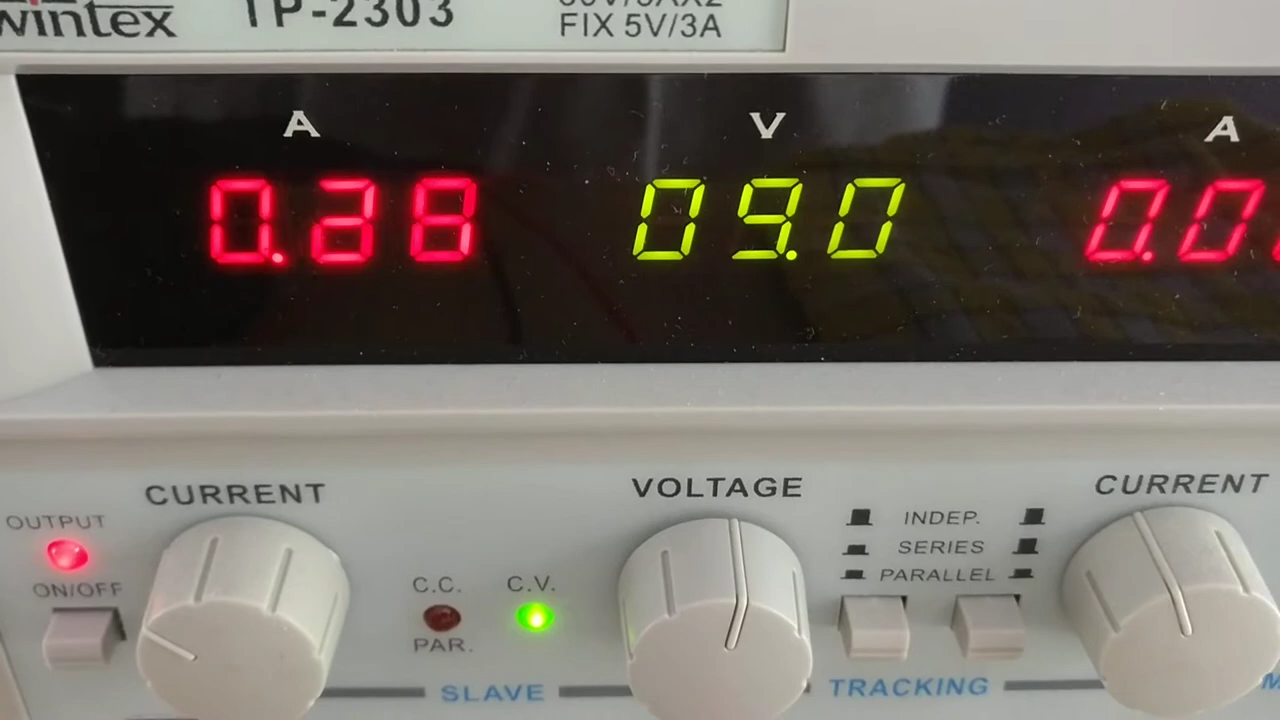 wintex TP-2303
FIX 5V/3A
A V A
09.0 0.0
CURRENT VOLTAGE CURRENT
OUTPUT
ON/OFF
C.C. C.V.
PAR.
INDEP.
SERIES
PARALLEL
SLAVE TRACKING